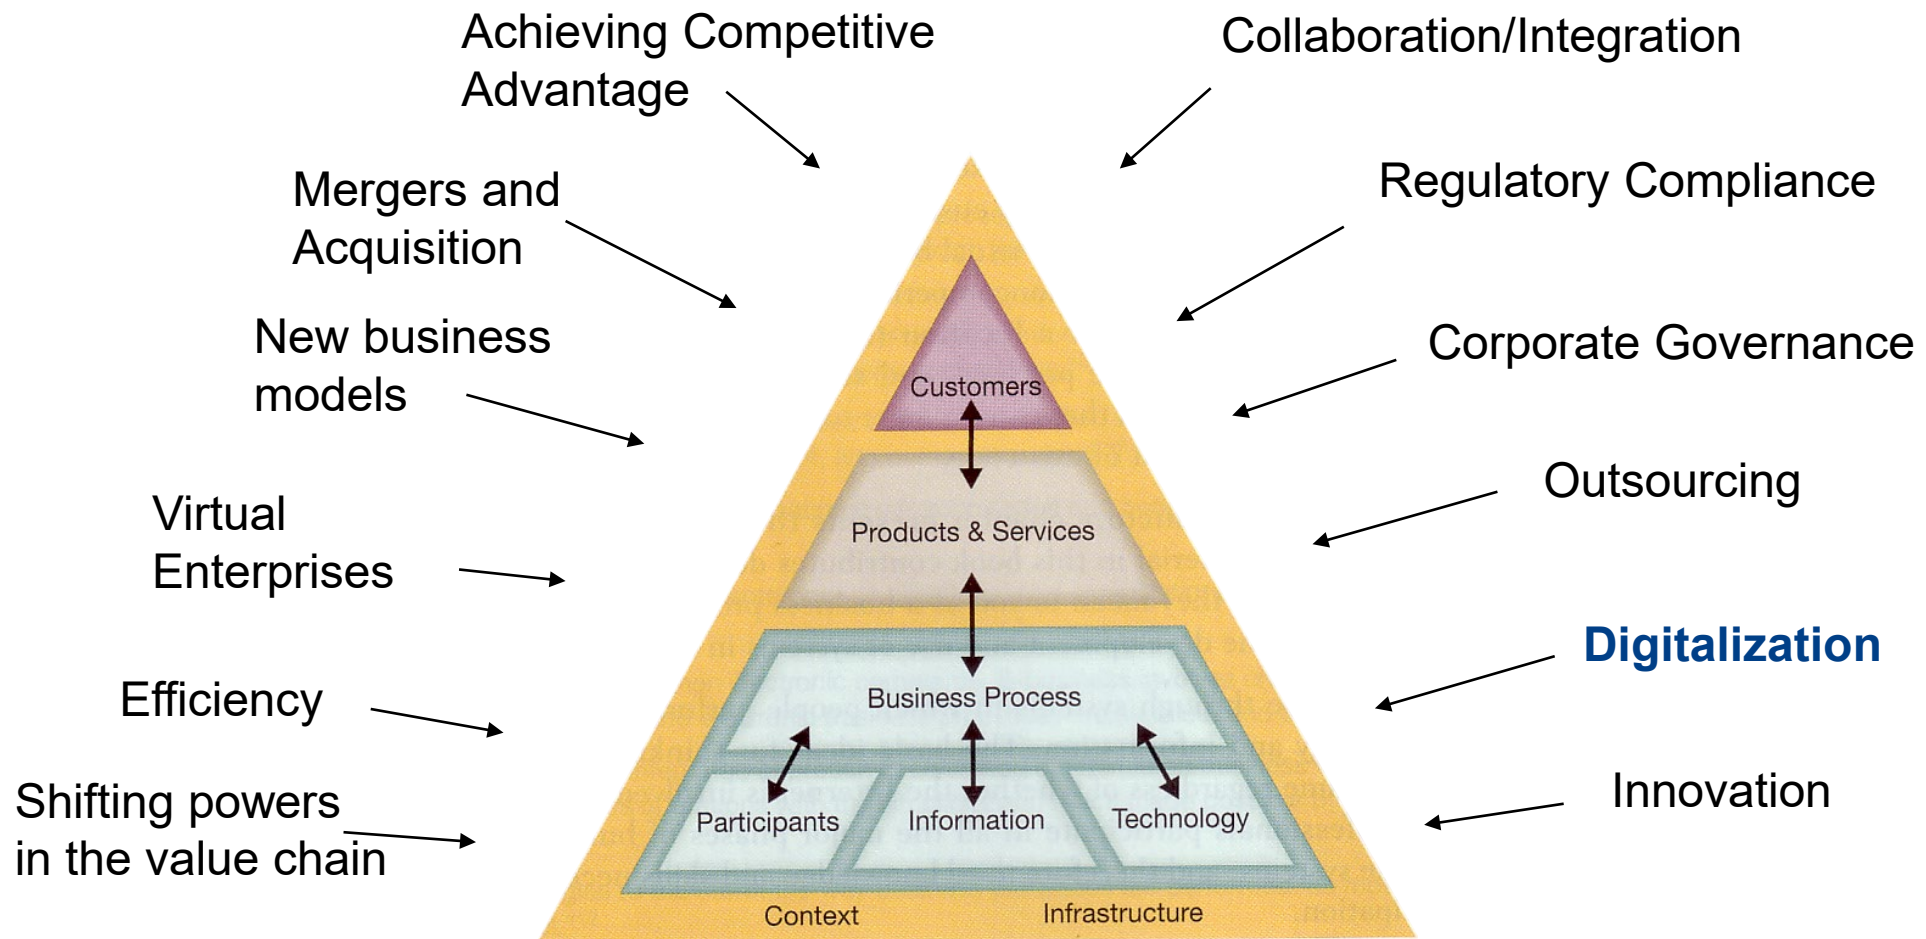 Achieving Competitive
Advantage
Collaboration/Integration
Mergers and
Acquisition
Regulatory Compliance
New business
models
Corporate Governance
Customers
Outsourcing
Virtual
Enterprises
Products & Services
Digitalization
Efficiency
Business Process
Shifting powers
in the value chain
Innovation
Participants
Information
Technology
Context
Infrastructure